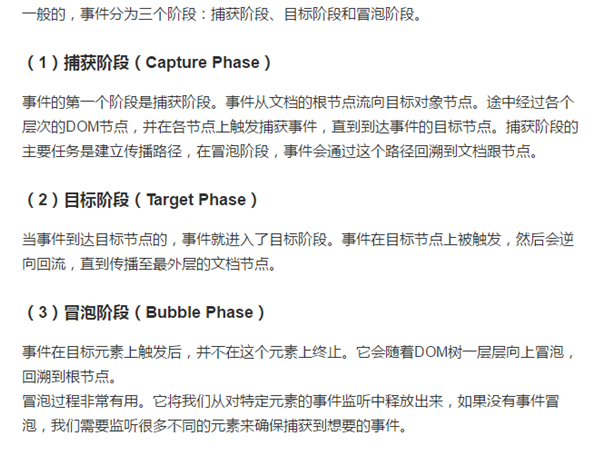 一般的，事件分为三个阶段：捕获阶段、目标阶段和冒泡阶段。
（1）捕获阶段（Capture Phase）
事件的第一个阶段是捕获阶段。事件从文档的根节点流向目标对象节点。途中经过各个
层次的DOM节点，并在各节点上触发捕获事件，直到到达事件的目标节点。捕获阶段的
主要任务是建立传播路径，在冒泡阶段，事件会通过这个路径回溯到文档跟节点。
（2）目标阶段（Target Phase）
当事件到达目标节点的，事件就进入了目标阶段。事件在目标节点上被触发，然后会逆
向回流，直到传播至最外层的文档节点。
（3）冒泡阶段（Bubble Phase）
事件在目标元素上触发后，并不在这个元素上终止。它会随着DOM树一层层向上冒泡，
回溯到根节点。
冒泡过程非常有用。它将我们从对特定元素的事件监听中释放出来，如果没有事件冒
泡，我们需要监听很多不同的元素来确保捕获到想要的事件。